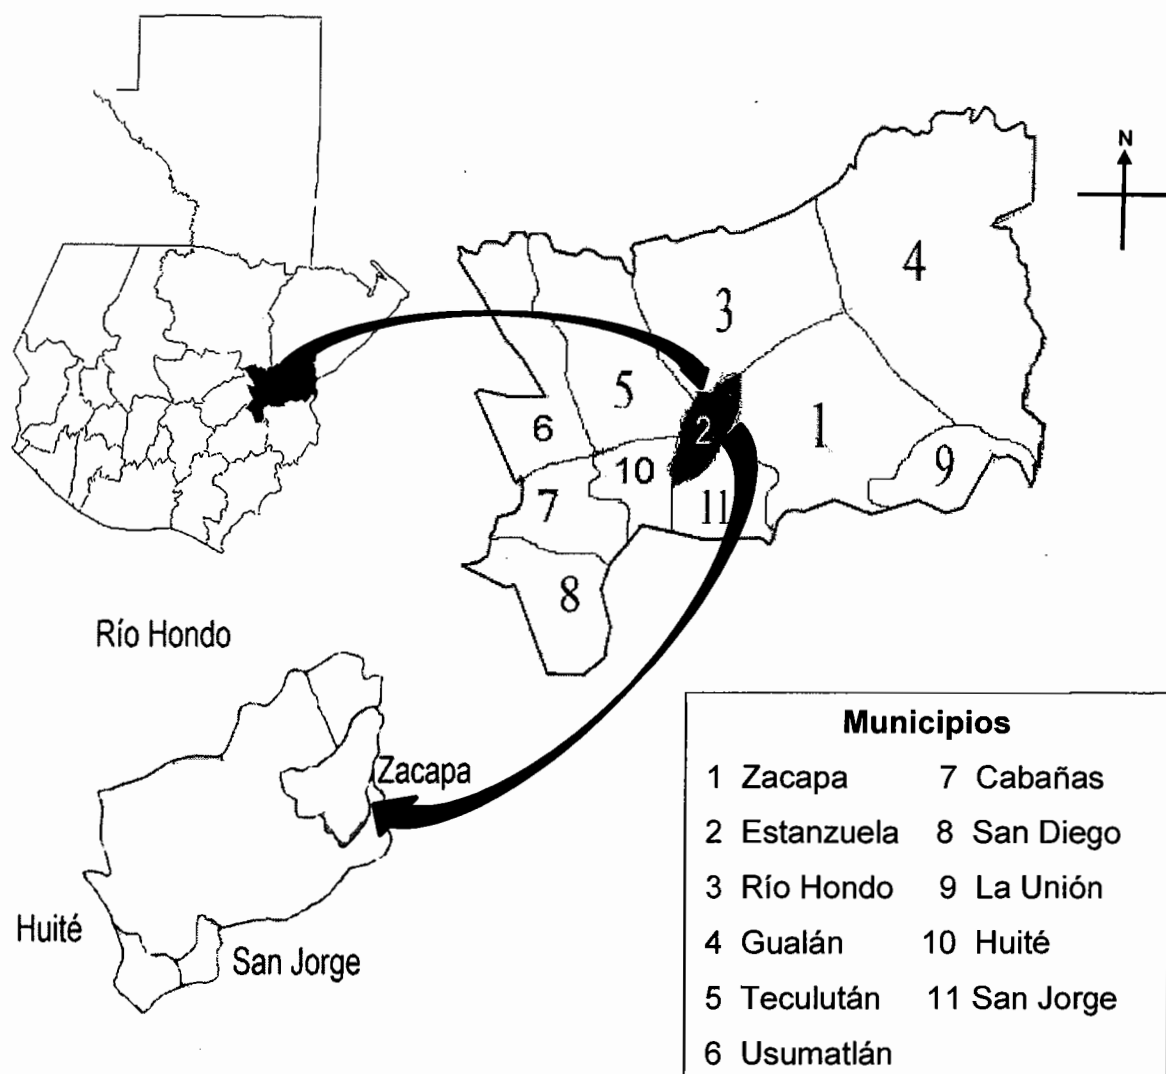 N
4
3
5
2
1
6
9
10
7
11
8
Río Hondo
Zacapa
Huité
San Jorge
Municipios
1 Zacapa 7 Cabañas
2 Estanzuela 8 San Diego
3 Río Hondo 9 La Unión
4 Gualán 10 Huité
5 Teculután 11 San Jorge
6 Usumatlán